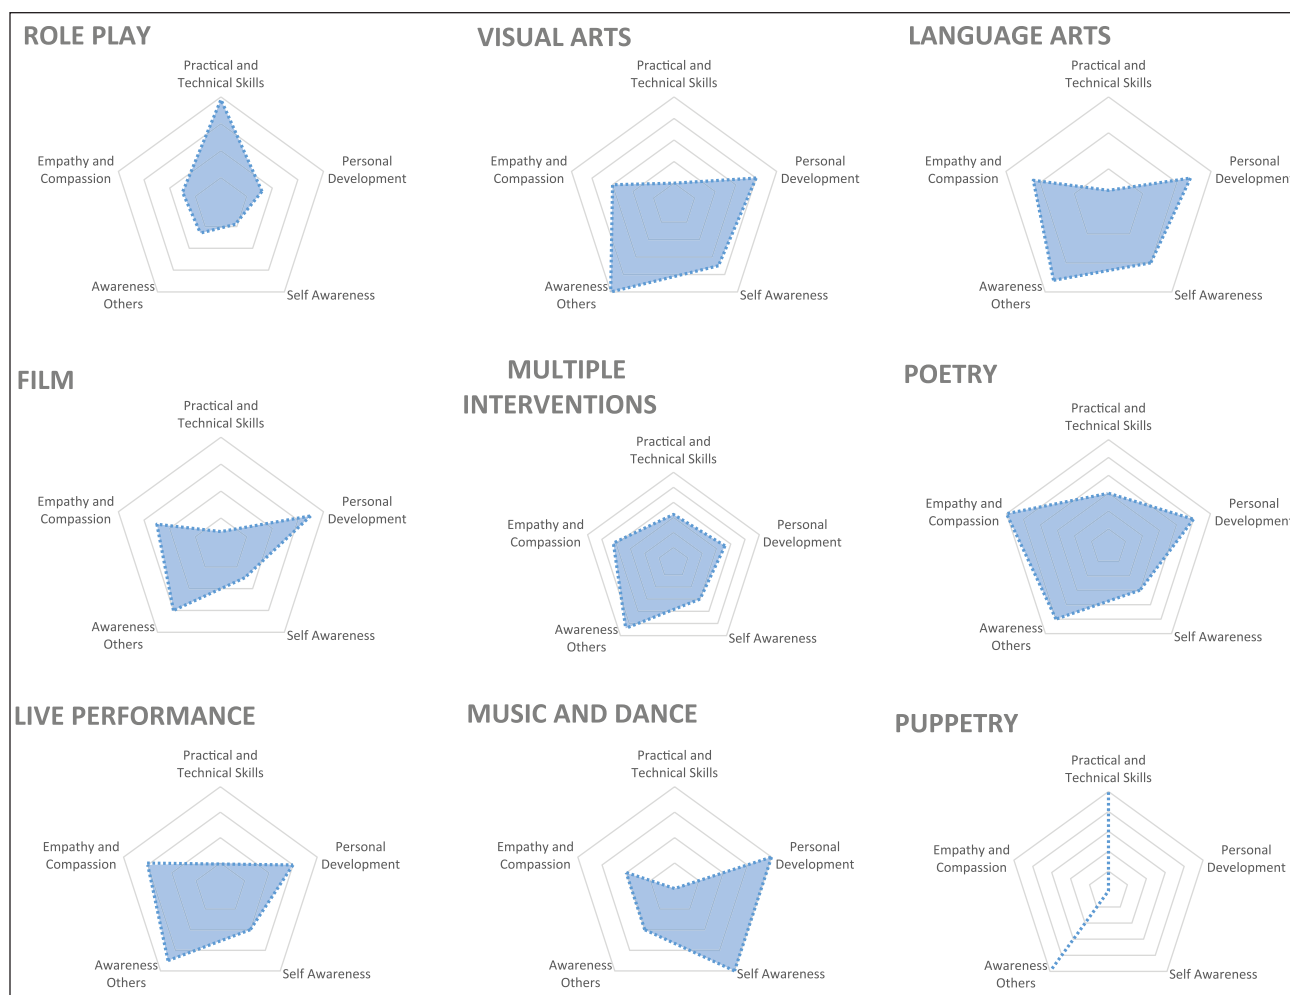 ROLE PLAY
Practical and
Technical Skills
Empathy and
Compassion
Personal
Development
Awareness
Others
Self Awareness
VISUAL ARTS
Practical and
Technical Skills
Empathy and
Compassion
Personal
Development
Awareness
Others
Self Awareness
LANGUAGE ARTS
Practical and
Technical Skills
Empathy and
Compassion
Personal
Development
Awareness
Others
Self Awareness
FILM
Practical and
Technical Skills
Empathy and
Compassion
Personal
Development
Awareness
Others
Self Awareness
MULTIPLE
INTERVENTIONS
Practical and
Technical Skills
Empathy and
Compassion
Personal
Development
Awareness
Others
Self Awareness
POETRY
Practical and
Technical Skills
Empathy and
Compassion
Personal
Development
Awareness
Others
Self Awareness
LIVE PERFORMANCE
Practical and
Technical Skills
Empathy and
Compassion
Personal
Development
Awareness
Others
Self Awareness
MUSIC AND DANCE
Practical and
Technical Skills
Empathy and
Compassion
Personal
Development
Awareness
Others
Self Awareness
PUPPETRY
Practical and
Technical Skills
Empathy and
Compassion
Personal
Development
Awareness
Others
Self Awareness